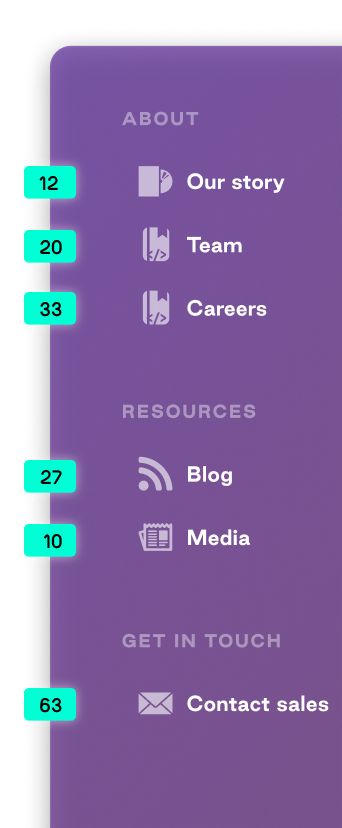 ABOUT
12 Our story
20 Team
33 Careers
RESOURCES
27 Blog
10 Media
GET IN TOUCH
63 Contact sales